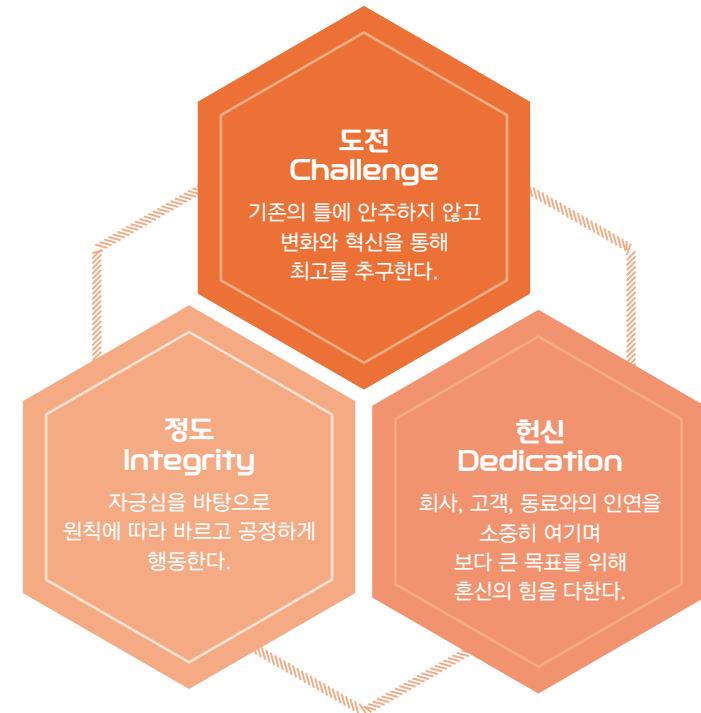 도전
Challenge
기존의 틀에 안주하지 않고
변화와 혁신을 통해
최고를 추구한다.
정도
Integrity
자긍심을 바탕으로
원칙에 따라 바르고 공정하게
행동한다.
헌신
Dedication
회사, 고객, 동료와의 인연을
소중히 여기며
보다 큰 목표를 위해
혼신의 힘을 다한다.